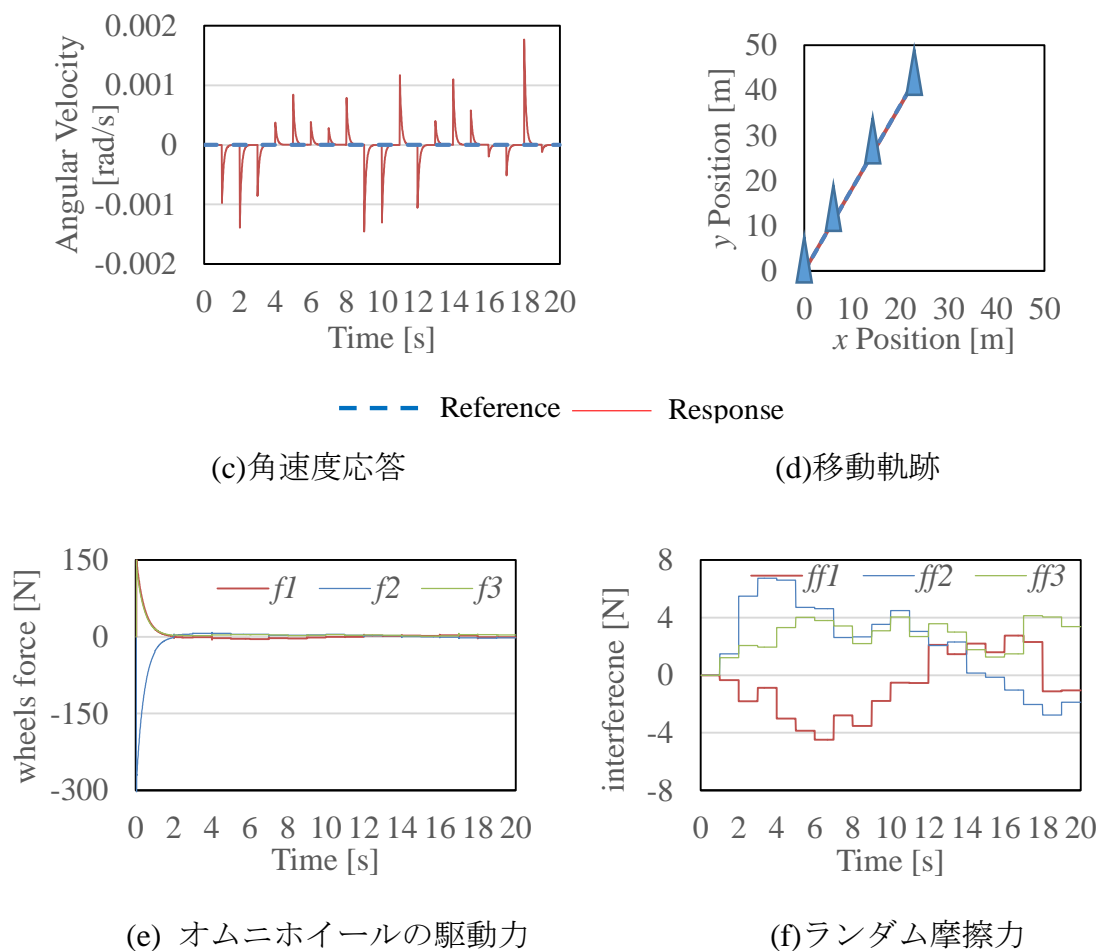 0.002
0.001
0
-0.001
-0.002
Angular Velocity
[rad/s]
0 2 4 6 8 10 12 14 16 18 20
Time [s]
50
40
30
20
10
0
y Position [m]
0 10 20 30 40 50
x Position [m]
Reference Response
(c)角速度応答
(d)移動軌跡
150
0
-150
-300
wheels force [N]
f1 f2 f3
0 2 4 6 8 10 12 14 16 18 20
Time [s]
8
4
0
-4
-8
interferecne [N]
ff1 ff2 ff3
0 2 4 6 8 10 12 14 16 18 20
Time [s]
(e) オムニホイールの駆動力
(f)ランダム摩擦力